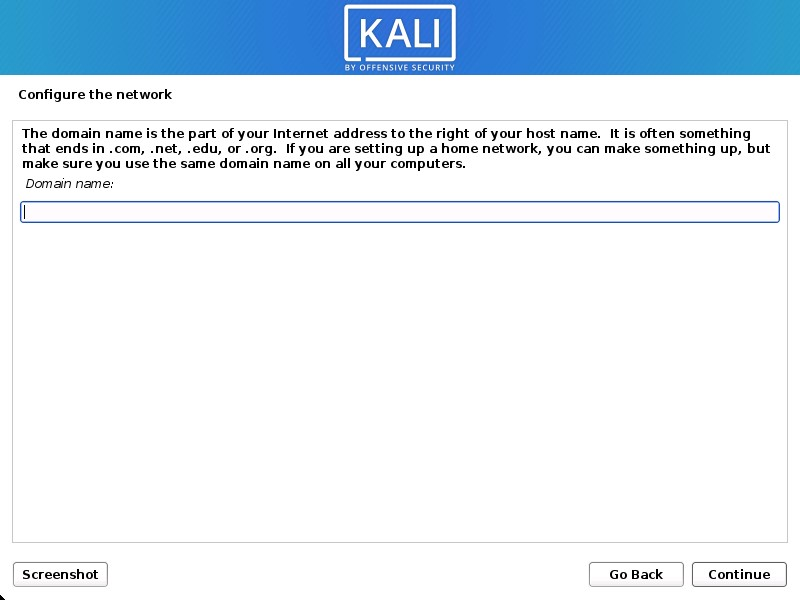 KALI
BY OFFENSIVE SECURITY
Configure the network
The domain name is the part of your Internet address to the right of your host name.  It is often something
that ends in .com, .net, .edu, or .org.  If you are setting up a home network, you can make something up, but
make sure you use the same domain name on all your computers.
Domain name:
Screenshot
Go Back
Continue